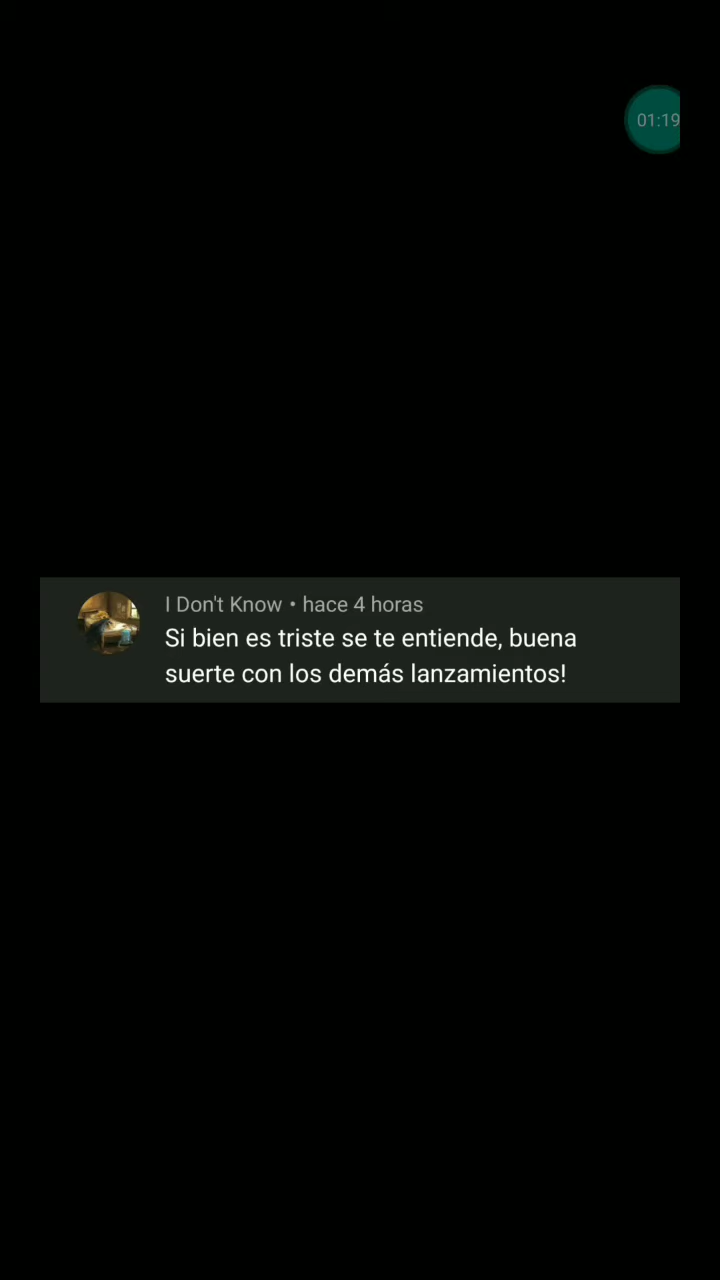 01:19
I Don't Know • hace 4 horas
Si bien es triste se te entiende, buena
suerte con los demás lanzamientos!